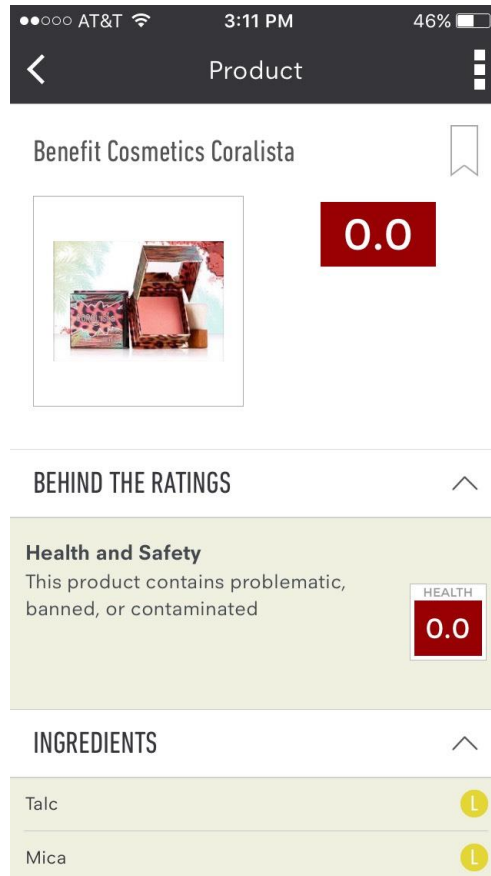 AT&T 3:11 PM 46%
Product
Benefit Cosmetics Coralista
0.0
BEHIND THE RATINGS
Health and Safety
This product contains problematic,
banned, or contaminated
HEALTH
0.0
INGREDIENTS
Talc L
Mica L